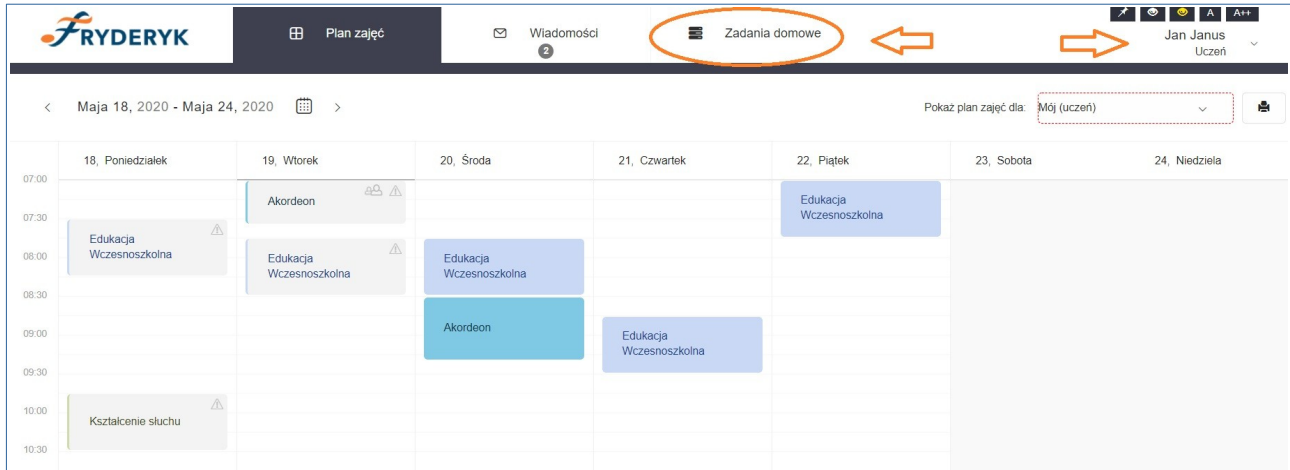 FRYDERYK
Plan zajęć
Wiadomości
2
Zadania domowe
A A++
Jan Janus
Uczeń
Maja 18, 2020 - Maja 24, 2020
Pokaż plan zajęć dla: Mój (uczeń)
18, Poniedziałek 19, Wtorek 20, Środa 21, Czwartek 22, Piątek 23, Sobota 24, Niedziela
07:00
Akordeon
Edukacja
Wczesnoszkolna
07:30
Edukacja
Wczesnoszkolna
08:00
Edukacja
Wczesnoszkolna
Edukacja
Wczesnoszkolna
08:30
Akordeon
09:00
Edukacja
Wczesnoszkolna
09:30
10:00
Kształcenie słuchu
10:30